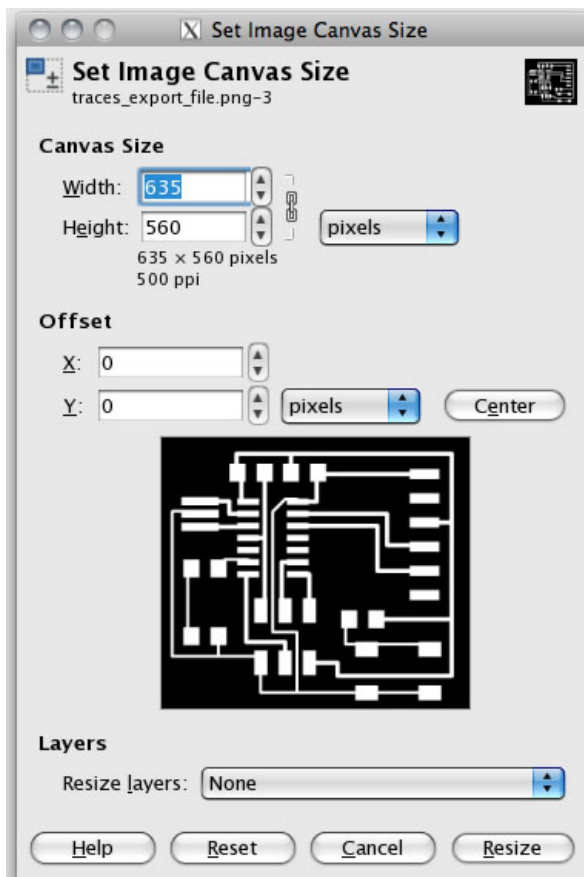 X Set Image Canvas Size
Set Image Canvas Size
traces_export_file.png-3
Canvas Size
Width: 635
Height: 560 pixels
635 × 560 pixels
500 ppi
Offset
X: 0
Y: 0 pixels Center
Layers
Resize layers: None
Help Reset Cancel Resize